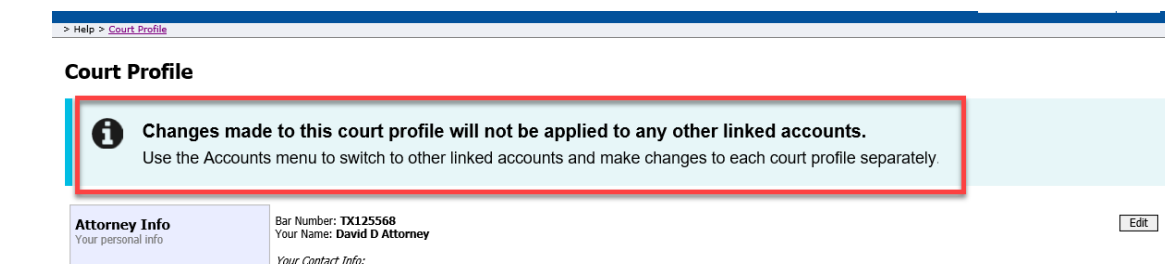 > Help > Court Profile
Court Profile
Changes made to this court profile will not be applied to any other linked accounts.
Use the Accounts menu to switch to other linked accounts and make changes to each court profile separately.
Attorney Info
Your personal info
Bar Number: TX125568
Your Name: David D Attorney
Edit
Your Contact Info: